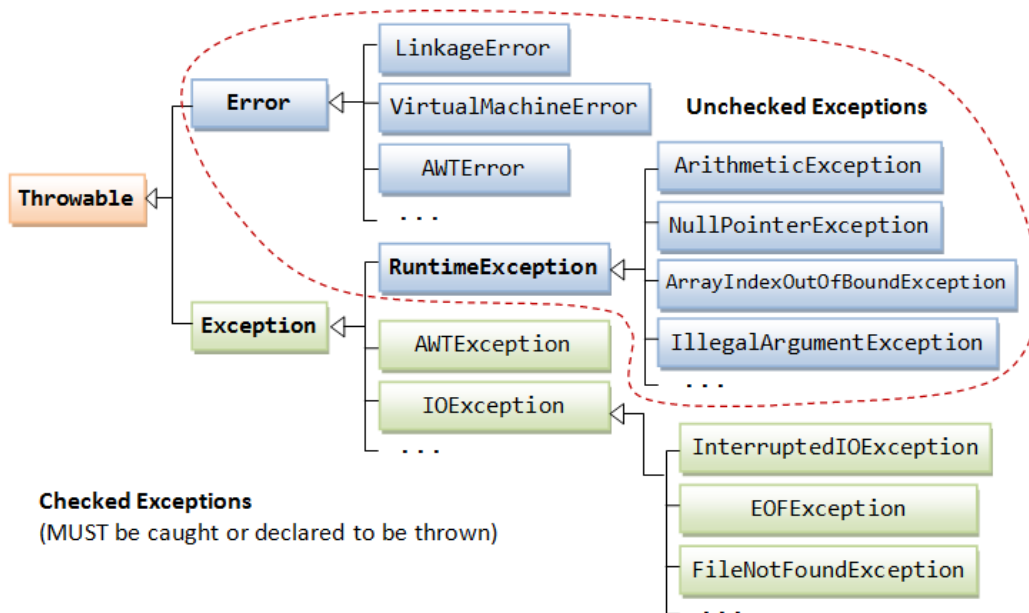 LinkageError
Error
VirtualMachineError
Unchecked Exceptions
AWTError
ArithmeticException
Throwable
...
NullPointerException
RuntimeException
ArrayIndexOutOfBoundException
Exception
AWTException
IllegalArgumentException
...
IOException
...
InterruptedIOException
Checked Exceptions
(MUST be caught or declared to be thrown)
EOFException
FileNotFoundException
...